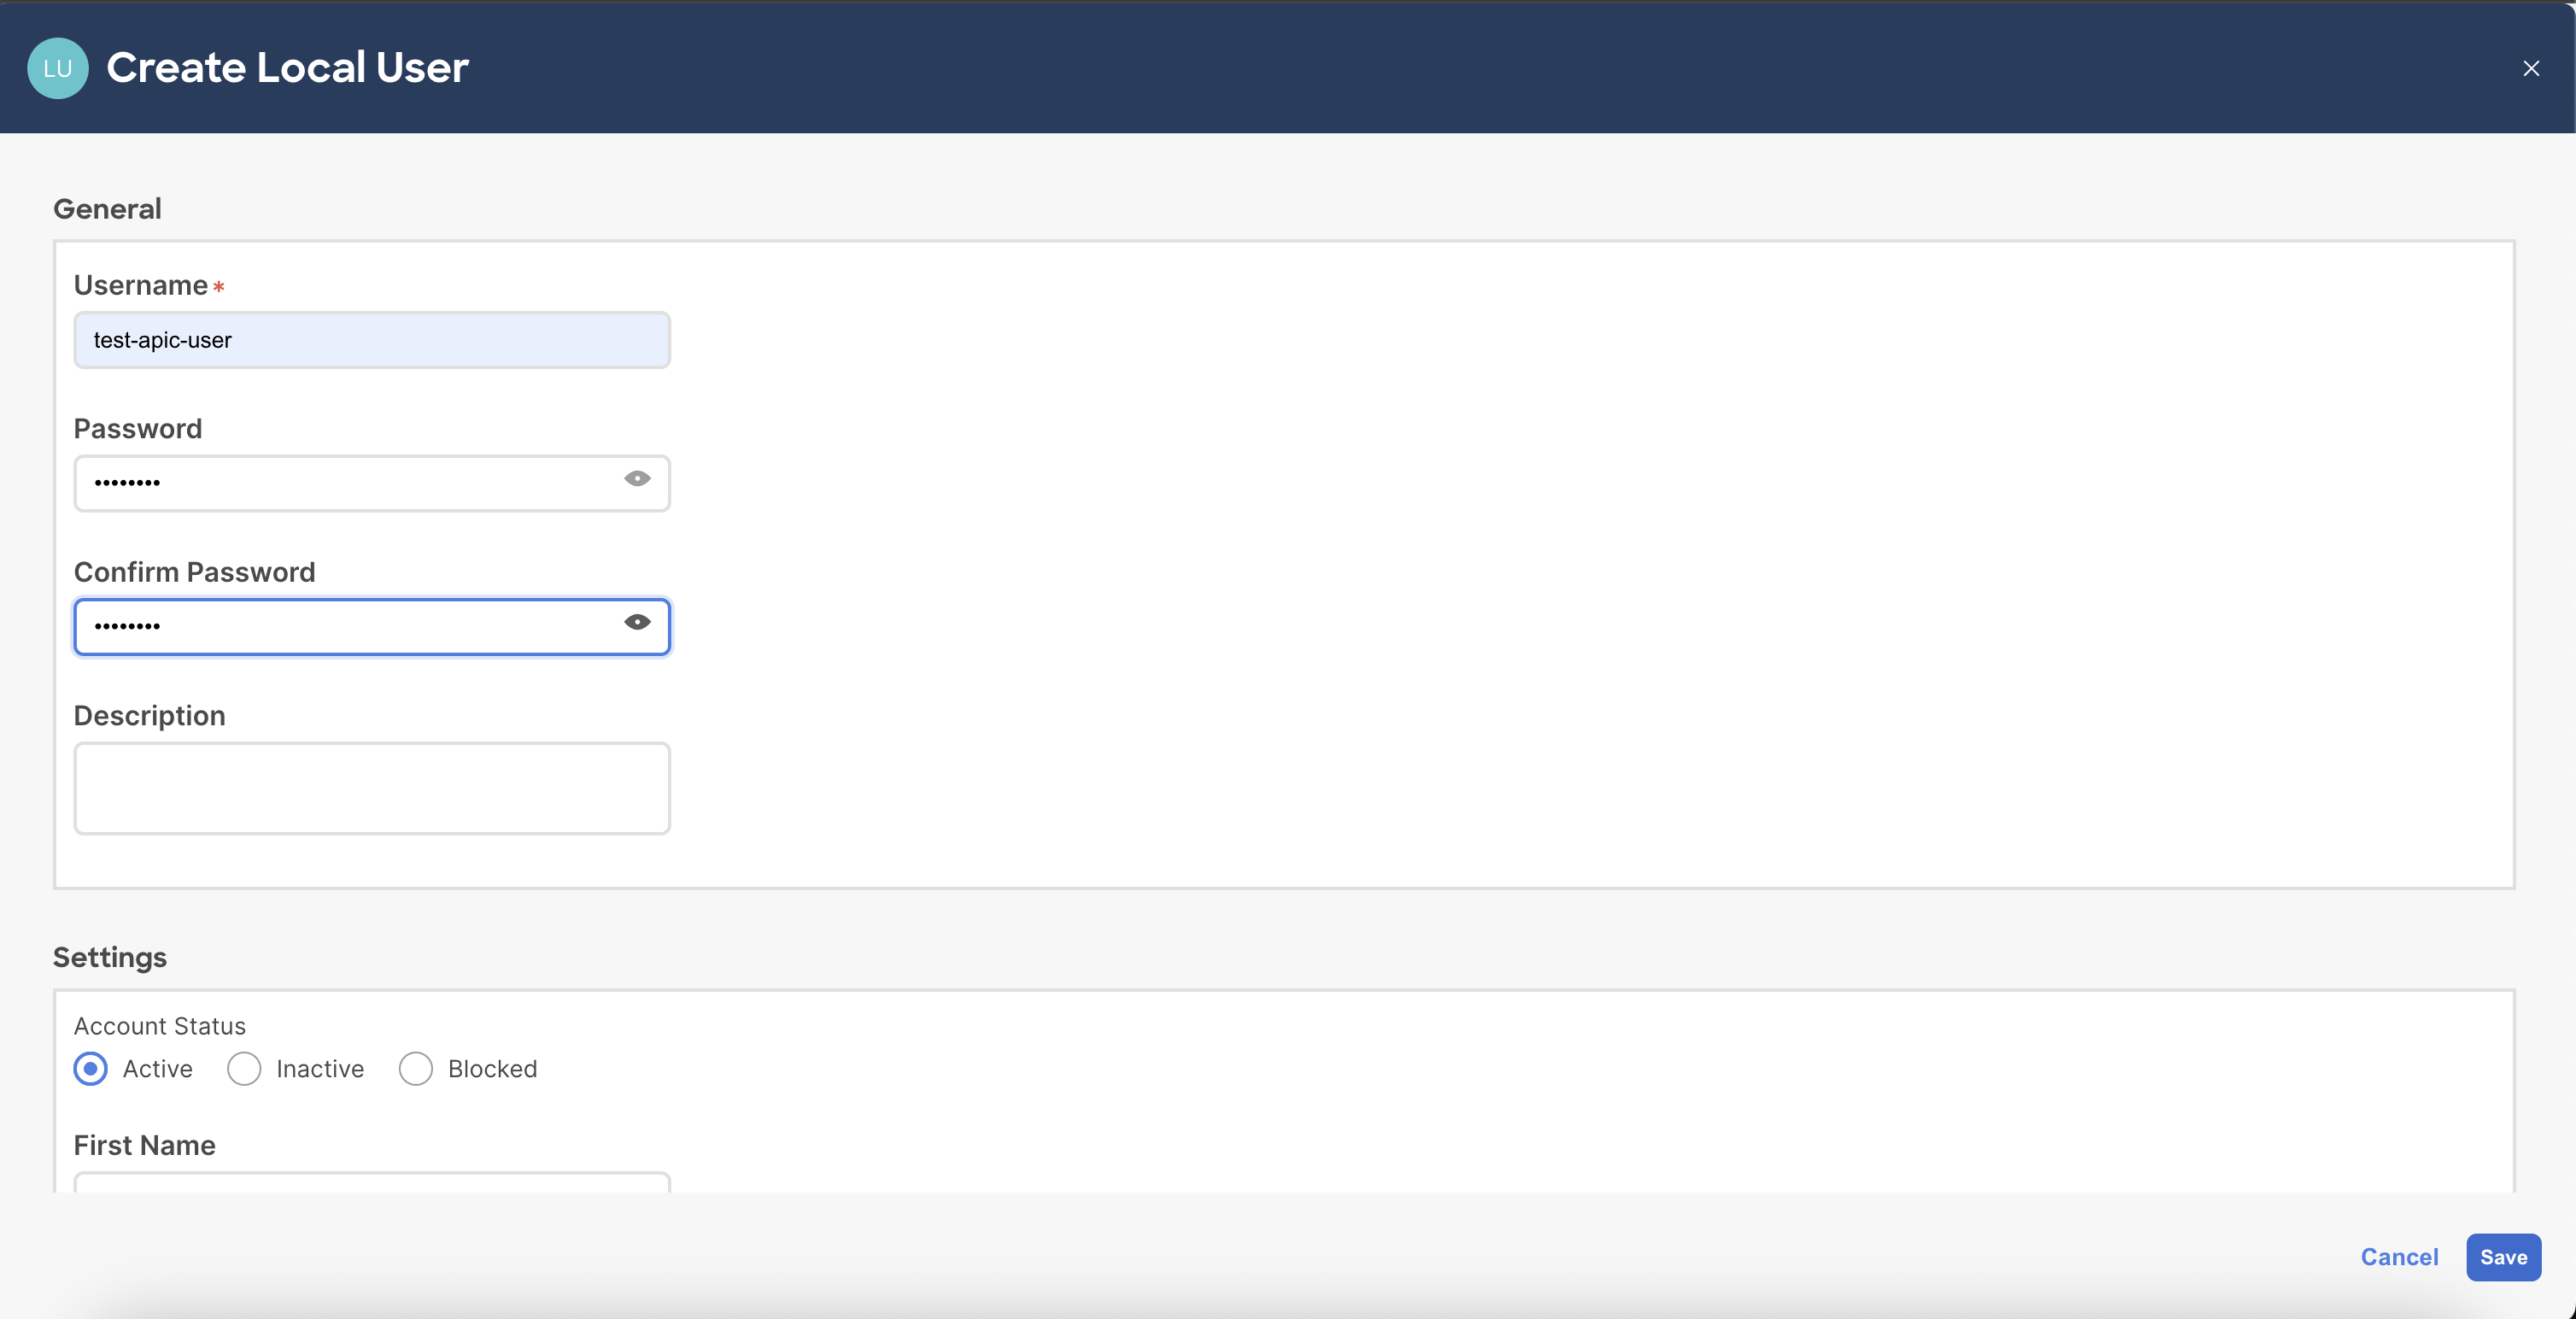 LU Create Local User
General
Username*
test-apic-user
Password
••••••••
Confirm Password
••••••••
Description
Settings
Account Status
Active Inactive Blocked
First Name
Cancel Save